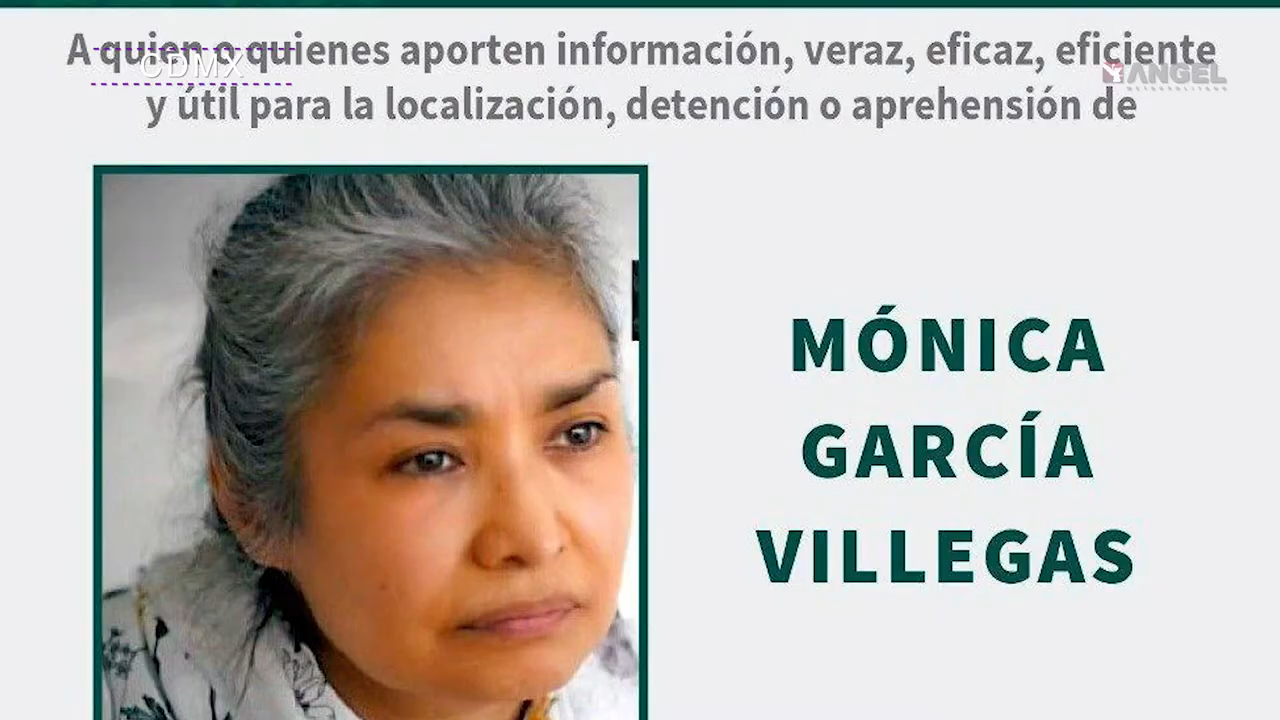 A quien o quienes aporten información, veraz, eficaz, eficiente
CDMX
ANGEL
METROPOLITANO
y útil para la localización, detención o aprehensión de
MÓNICA
GARCÍA
VILLEGAS